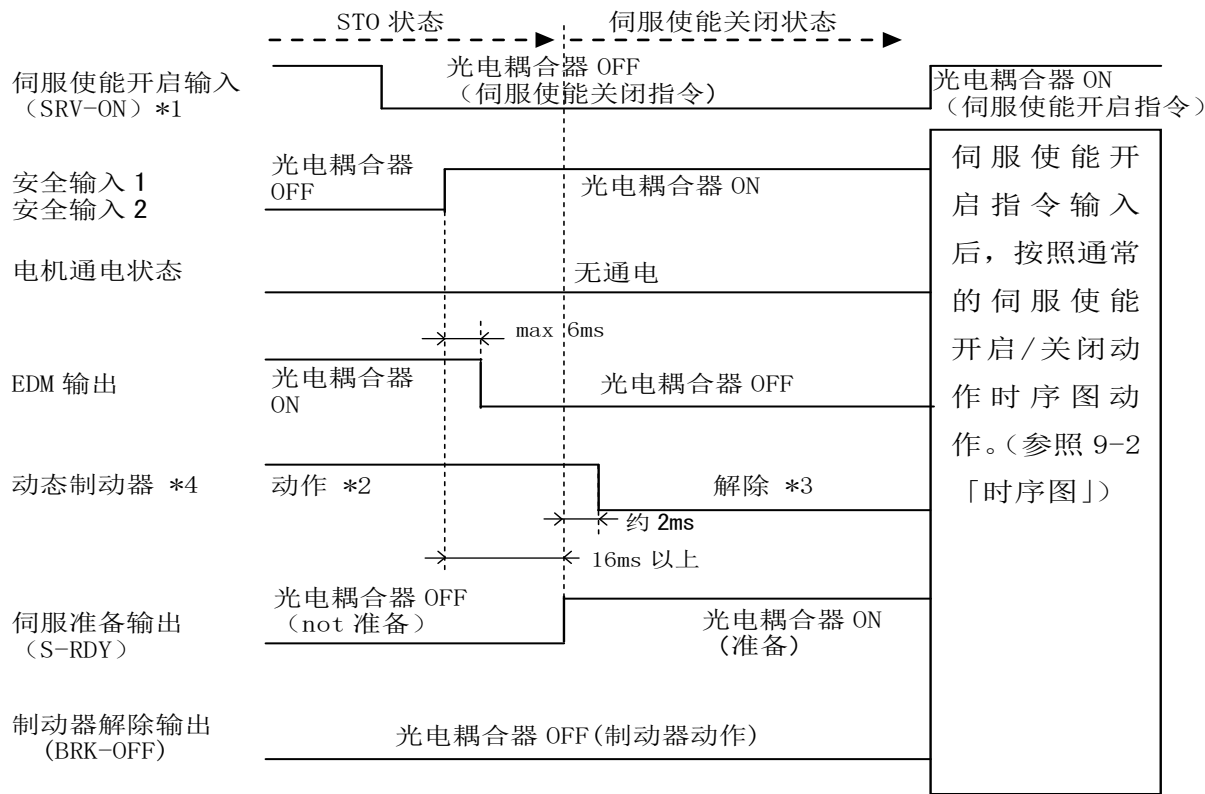 STO 状态
伺服使能关闭状态
伺服使能开启输入
（SRV-ON）*1
光电耦合器 OFF
（伺服使能关闭指令）
光电耦合器 ON
（伺服使能开启指令）
安全输入 1
安全输入 2
光电耦合器
OFF
光电耦合器 ON
电机通电状态
无通电
max 6ms
EDM 输出
光电耦合器
ON
光电耦合器 OFF
动态制动器 *4
动作 *2
解除 *3
约 2ms
16ms 以上
伺服准备输出
（S-RDY）
光电耦合器 OFF
（not 准备）
光电耦合器 ON
(准备)
制动器解除输出
(BRK-OFF)
光电耦合器 OFF(制动器动作)
伺服使能开
启指令输入
后，按照通常
的伺服使能
开启/关闭动
作时序图动
作。（参照 9-2
「时序图」）